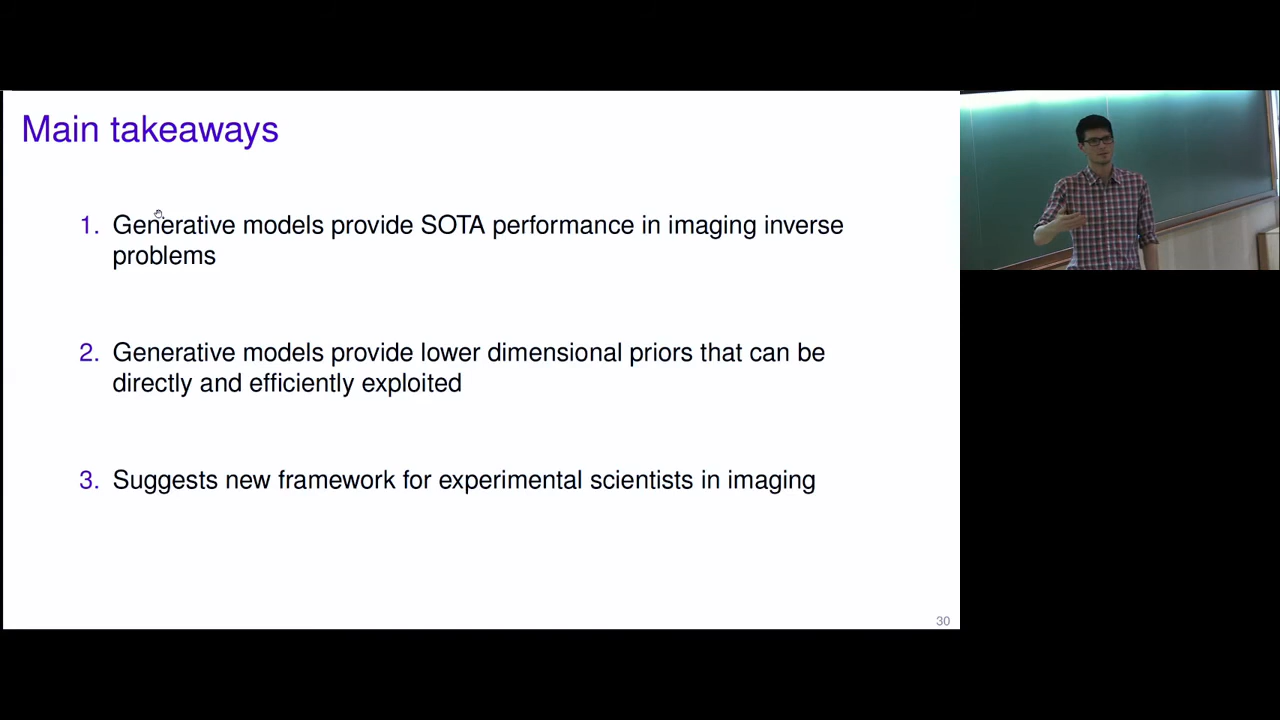 Main takeaways
1. Generative models provide SOTA performance in imaging inverse
problems
2. Generative models provide lower dimensional priors that can be
directly and efficiently exploited
3. Suggests new framework for experimental scientists in imaging
30